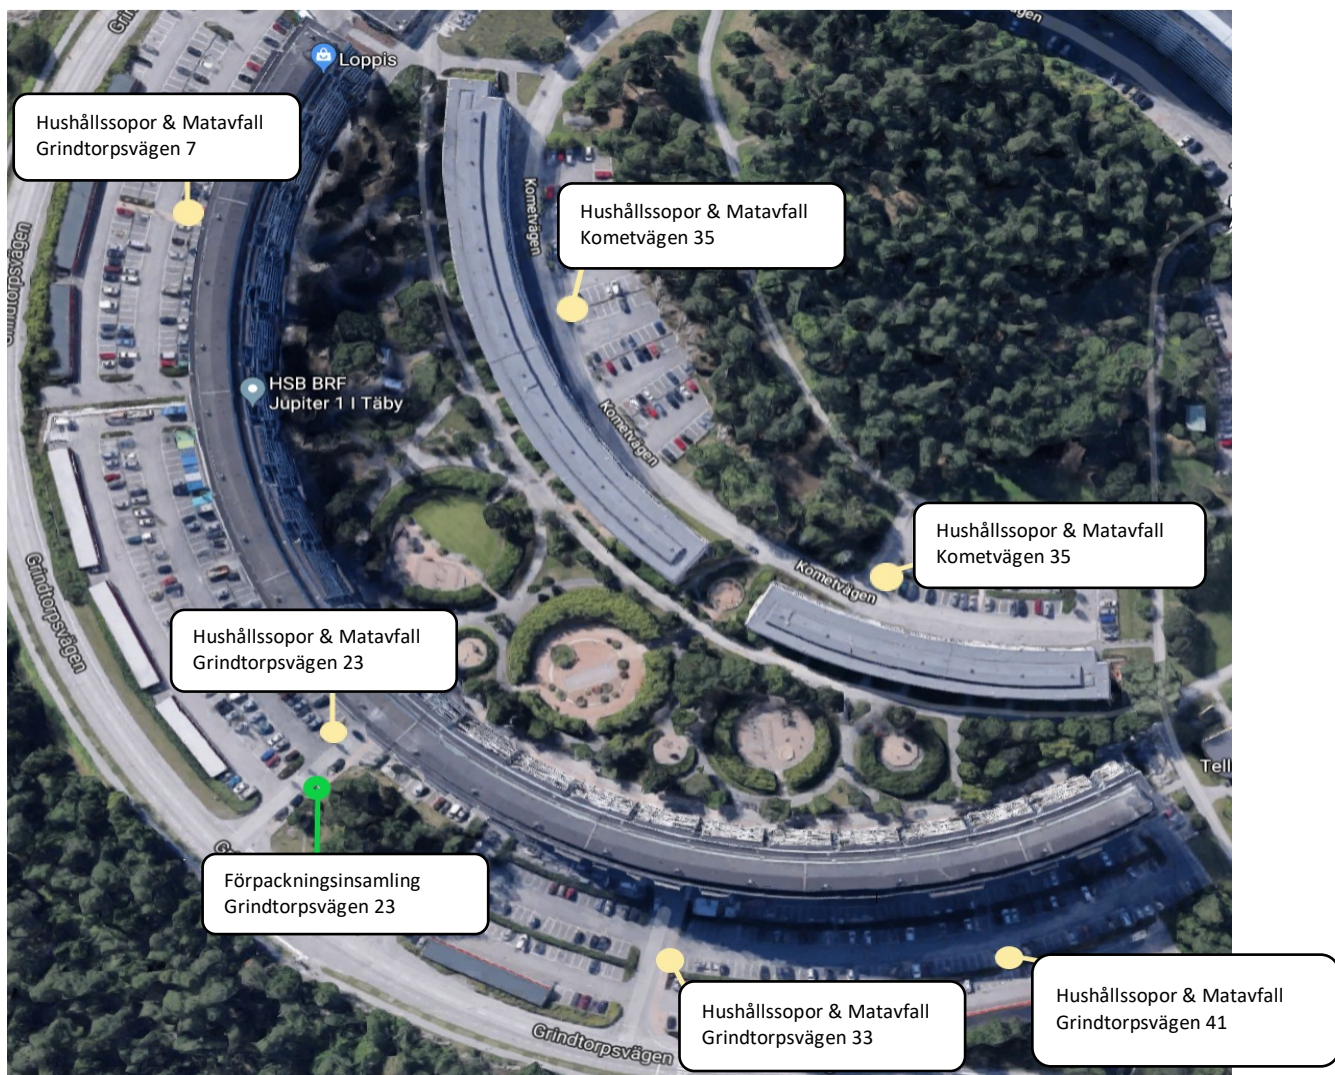 Loppis
Hushållssopor & Matavfall
Grindtorpsvägen 7
Kometvägen
Hushållssopor & Matavfall
Kometvägen 35
Grindtorpsvägen
HSB BRF
Jupiter 1 I Täby
Kometvägen
Hushållssopor & Matavfall
Kometvägen 35
Kometvägen
Grindtorpsvägen
Hushållssopor & Matavfall
Grindtorpsvägen 23
Tell
Förpackningsinsamling
Grindtorpsvägen 23
Hushållssopor & Matavfall
Grindtorpsvägen 33
Hushållssopor & Matavfall
Grindtorpsvägen 41
Grindtorpsvägen